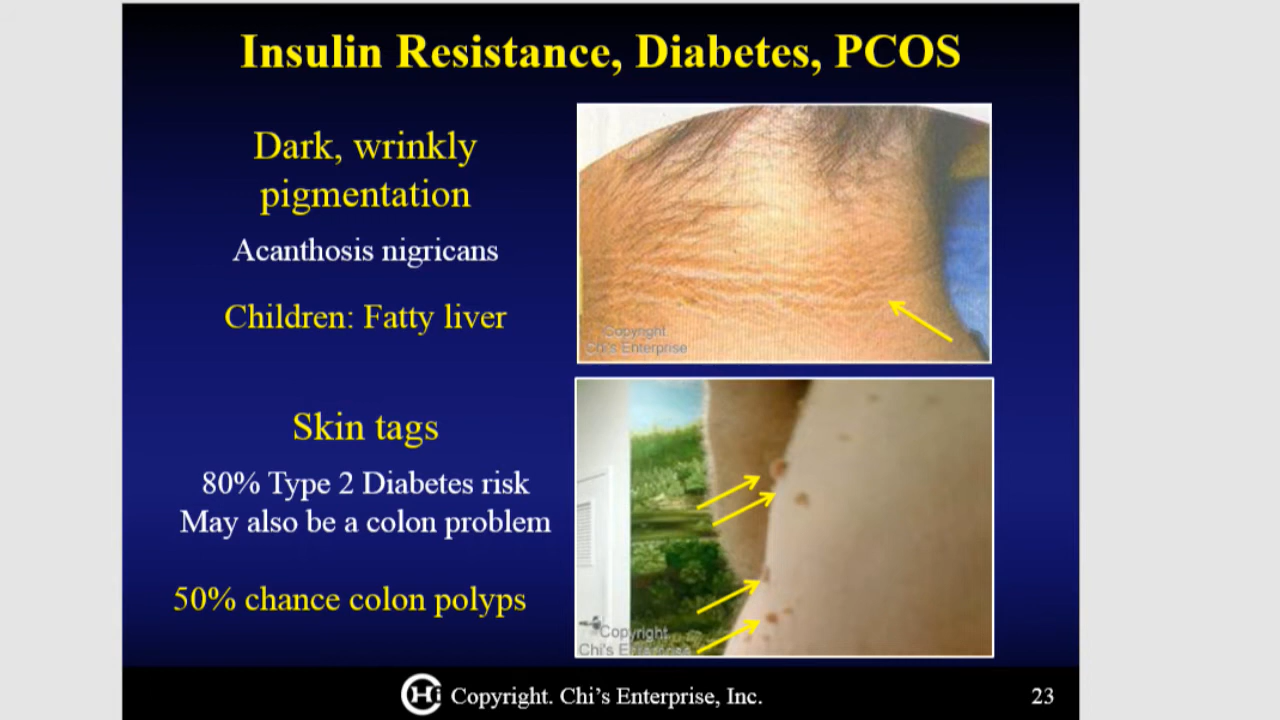 Insulin Resistance, Diabetes, PCOS
Dark, wrinkly
pigmentation
Acanthosis nigricans
Children: Fatty liver
Copyright
Chi's Enterprise
Skin tags
80% Type 2 Diabetes risk
May also be a colon problem
50% chance colon polyps
Copyright
Chi's Enterprise
CHi Copyright. Chi's Enterprise, Inc.
23